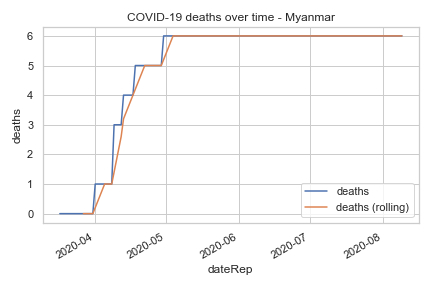 COVID-19 deaths over time - Myanmar
deaths
6
5
4
3
2
1
0
2020-04
2020-05
2020-06
2020-07
2020-08
dateRep
deaths
deaths (rolling)